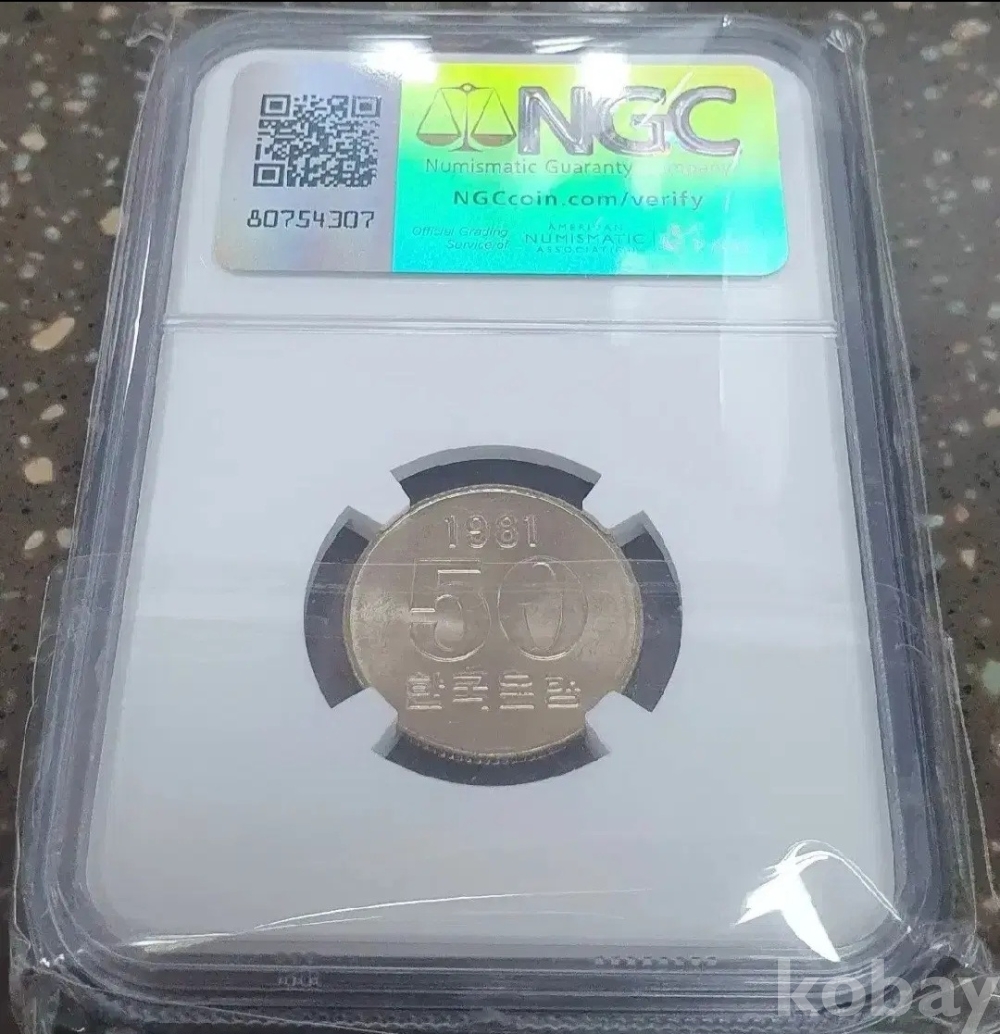 NGC
Numismatic Guaranty Company
NGCcoin.com/verify
80754307
Official Grading
Service of
AMERICAN
NUMISMATIC
ASSOCIATION
1981
50
한국은행
kobay